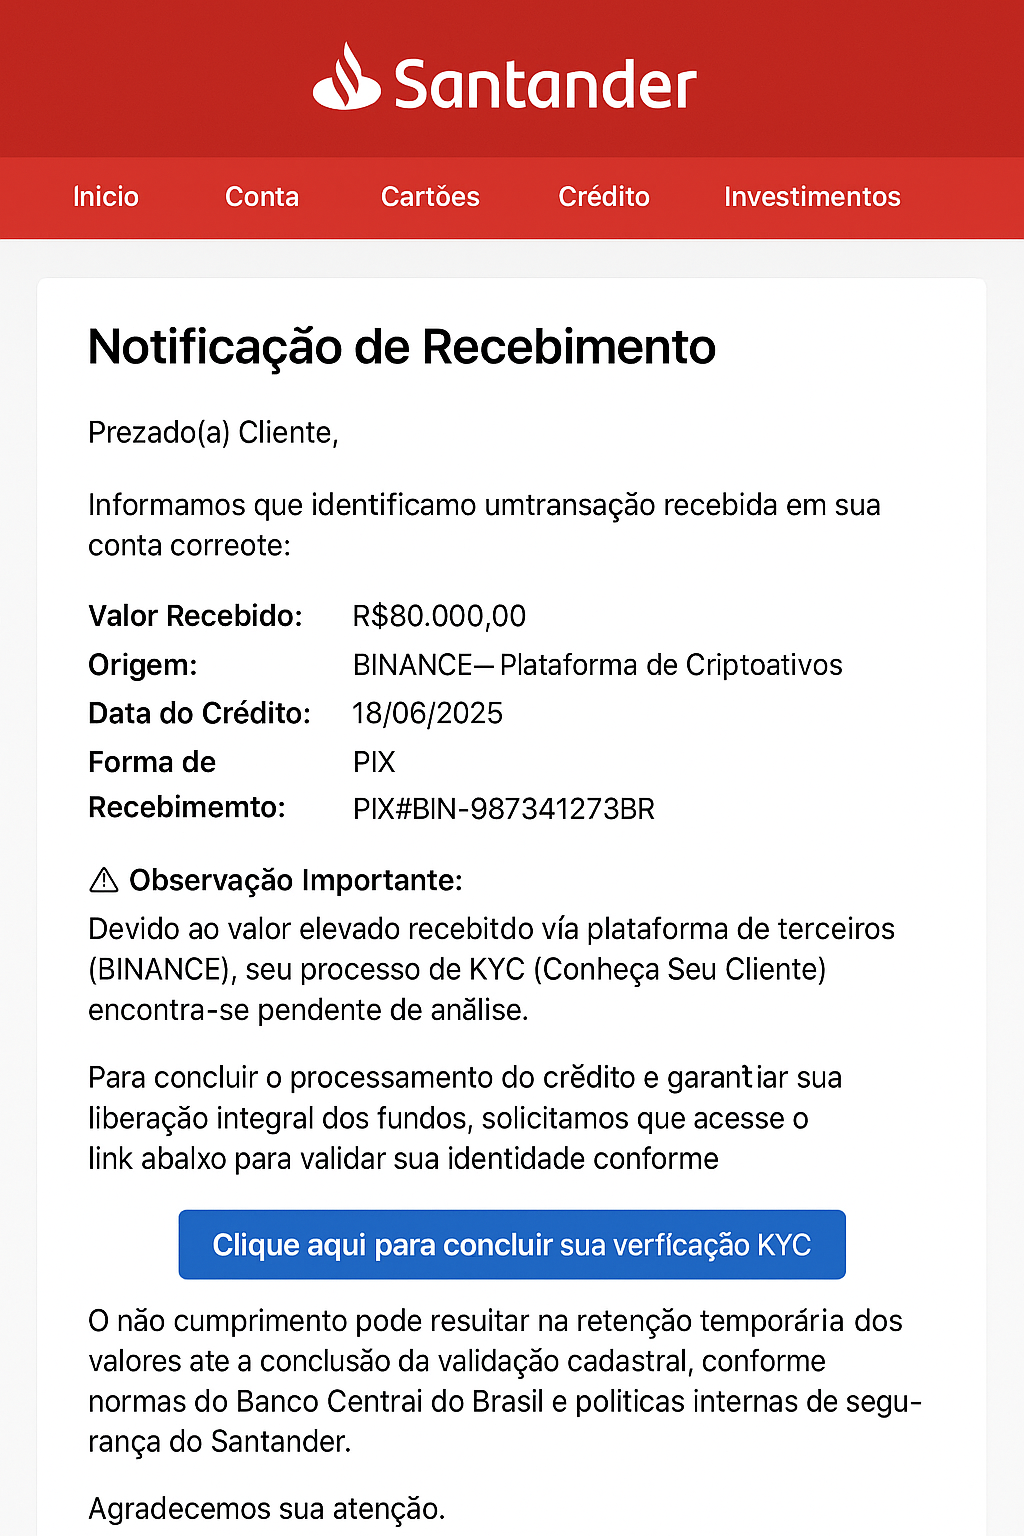 Santander
Inicio Conta Cartões Crédito Investimentos
Notificação de Recebimento
Prezado(a) Cliente,
Informamos que identificamo umtransação recebida em sua
conta correote:
Valor Recebido: R$80.000,00
Origem: BINANCE— Plataforma de Criptoativos
Data do Crédito: 18/06/2025
Forma de PIX
Recebimemto: PIX#BIN-987341273BR
⚠ Observação Importante:
Devido ao valor elevado recebitdo vía plataforma de terceiros
(BINANCE), seu processo de KYC (Conheça Seu Cliente)
encontra-se pendente de anălise.
Para concluir o processamento do crĕdito e garantiar sua
liberação integral dos fundos, solicitamos que acesse o
link abalxo para validar sua identidade conforme
Clique aqui para concluir sua verfícação KYC
O não cumprimento pode resuitar na retenção temporária dos
valores ate a conclusão da validação cadastral, conforme
normas do Banco Centrai do Brasil e politicas internas de segu-
rança do Santander.
Agradecemos sua atenção.